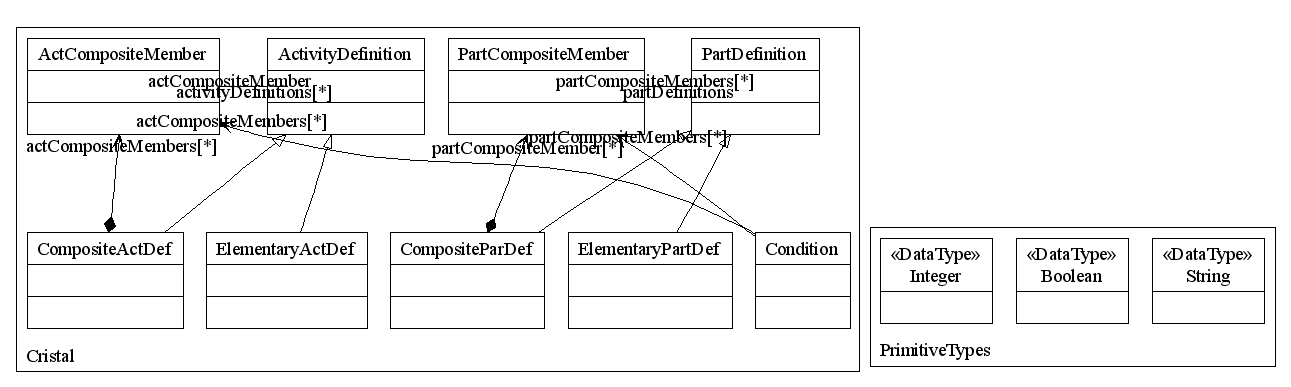 ActCompositeMember
ActivityDefinition
PartCompositeMember
PartDefinition
actCompositeMember
activityDefinitions[*]
actCompositeMembers[*]
actCompositeMembers[*]
partCompositeMembers[*]
partDefinitions
partCompositeMembers[*]
partCompositeMember[*]
CompositeActDef
ElementaryActDef
CompositeParDef
ElementaryPartDef
Condition
Cristal
«DataType»
Integer
«DataType»
Boolean
«DataType»
String
PrimitiveTypes